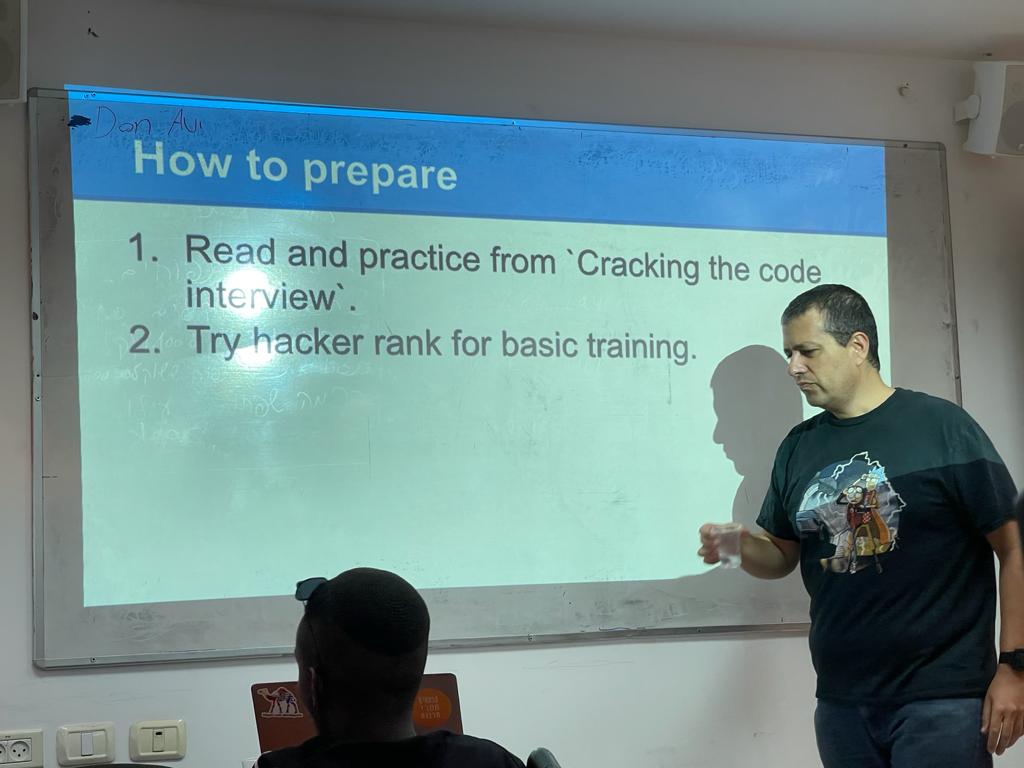 Dan Avi
How to prepare
1. Read and practice from `Cracking the code
interview`.
2. Try hacker rank for basic training.